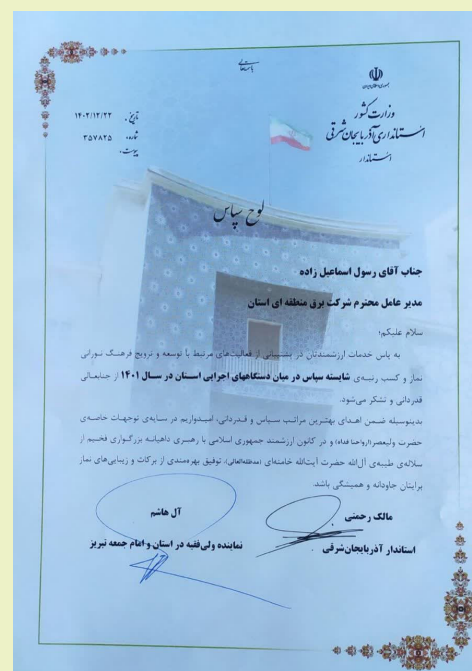 باسمه تعالی
جمهوری اسلامی ایران
وزارت کشور
استانداری آذربایجان شرقی
استاندار
تاریخ: ۱۴۰۲/۱۲/۲۲
شماره: ۳۵۷۸۲۵
پیوست:
لوح سپاس
جناب آقای رسول اسماعیل زاده
مدیر عامل محترم شرکت برق منطقه ای استان
سلام علیکم؛
به پاس خدمات ارزشمندتان در پشتیبانی از فعالیت‌های مرتبط با توسعه و ترویج فرهنگ نورانی
نماز و کسب رتبه‌ی شایسته سپاس در میان دستگاههای اجرایی استان در سال ۱۴۰۱ از جنابعالی
قدردانی و تشکر می‌شود.
بدینوسیله ضمن اهدای بهترین مراتب سپاس و قدردانی، امیدواریم در سایه‌ی توجهات خاصه‌ی
حضرت ولیعصر(ارواحنا فداه) و در کانون ارزشمند جمهوری اسلامی با رهبری داهیانه بزرگواری فخیم از
سلاله‌ی طیبه‌ی آل‌الله حضرت آیت‌الله خامنه‌ای (مدظله‌العالی)، توفیق بهره‌مندی از برکات و زیبایی‌های نماز
برایتان جاودانه و همیشگی باشد.
مالک رحمتی
استاندار آذربایجان‌شرقی
آل هاشم
نماینده ولی‌فقیه در استان و امام جمعه تبریز